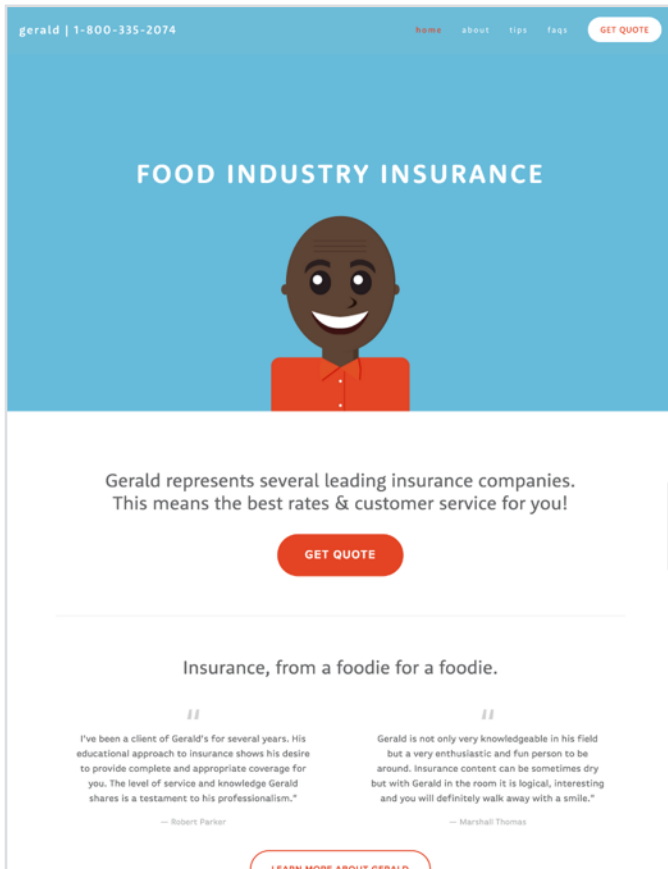 gerald | 1-800-335-2074
home about tips faqs GET QUOTE
FOOD INDUSTRY INSURANCE
Gerald represents several leading insurance companies.
This means the best rates & customer service for you!
GET QUOTE
Insurance, from a foodie for a foodie.
"
I've been a client of Gerald's for several years. His
educational approach to insurance shows his desire
to provide complete and appropriate coverage for
you. The level of service and knowledge Gerald
shares is a testament to his professionalism."
— Robert Parker
"
Gerald is not only very knowledgeable in his field
but a very enthusiastic and fun person to be
around. Insurance content can be sometimes dry
but with Gerald in the room it is logical, interesting
and you will definitely walk away with a smile."
— Marshall Thomas
LEARN MORE ABOUT GERALD